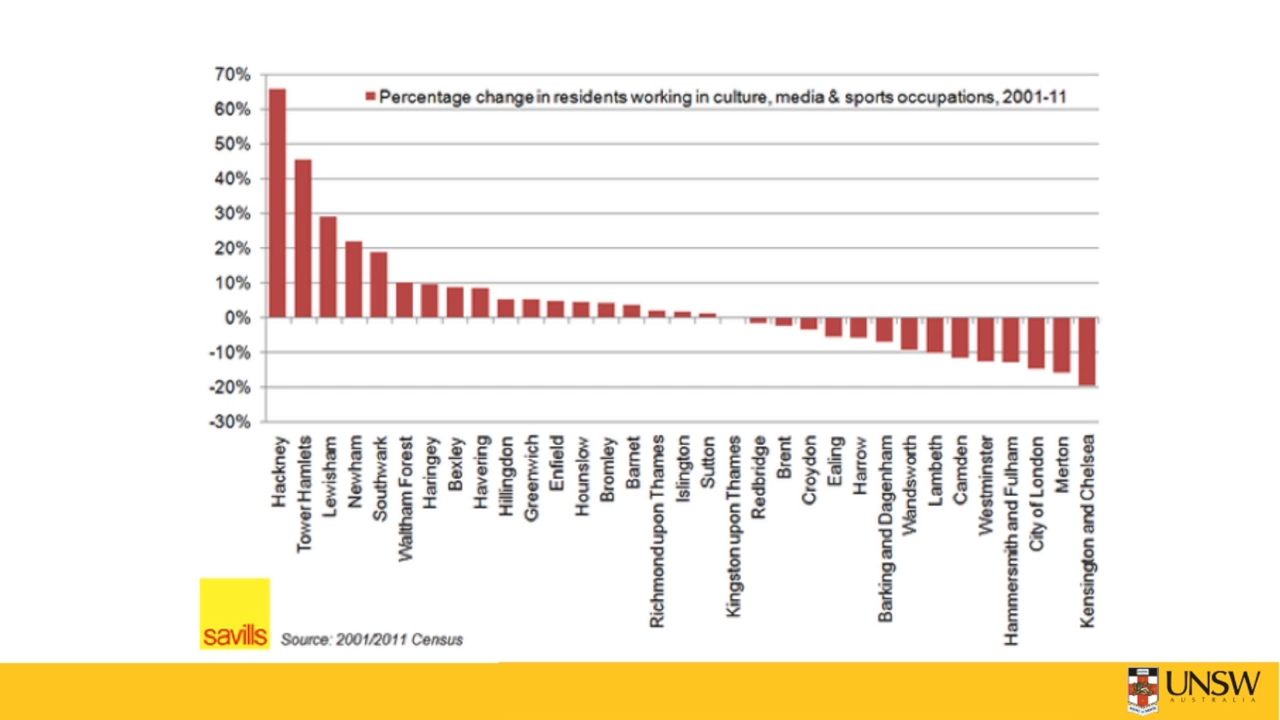 70%
Percentage change in residents working in culture, media & sports occupations, 2001-11
60%
50%
40%
30%
20%
10%
0%
-10%
-20%
-30%
Hackney
Tower Hamlets
Lewisham
Newham
Southwark
Waltham Forest
Haringey
Bexley
Havering
Hillingdon
Greenwich
Enfield
Hounslow
Bromley
Barnet
Richmond upon Thames
Islington
Sutton
Kingston upon Thames
Redbridge
Brent
Croydon
Ealing
Harrow
Barking and Dagenham
Wandsworth
Lambeth
Camden
Westminster
Hammersmith and Fulham
City of London
Merton
Kensington and Chelsea
savills
Source: 2001/2011 Census
UNSW
AUSTRALIA